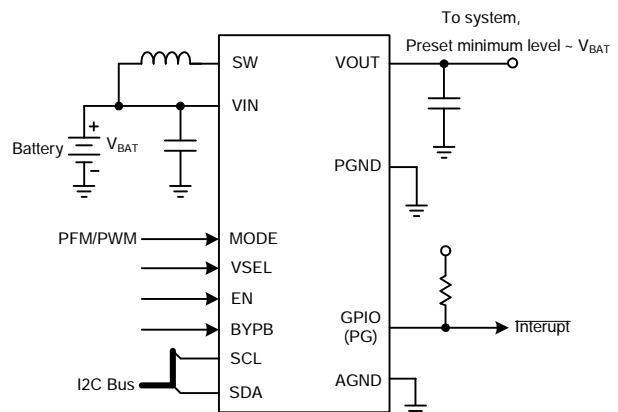 To system,
Preset minimum level ~ VBAT
SW
VOUT
VIN
+
Battery
VBAT
-
PGND
PFM/PWM
MODE
VSEL
EN
GPIO
(PG)
Interupt
BYPB
SCL
I2C Bus
SDA
AGND